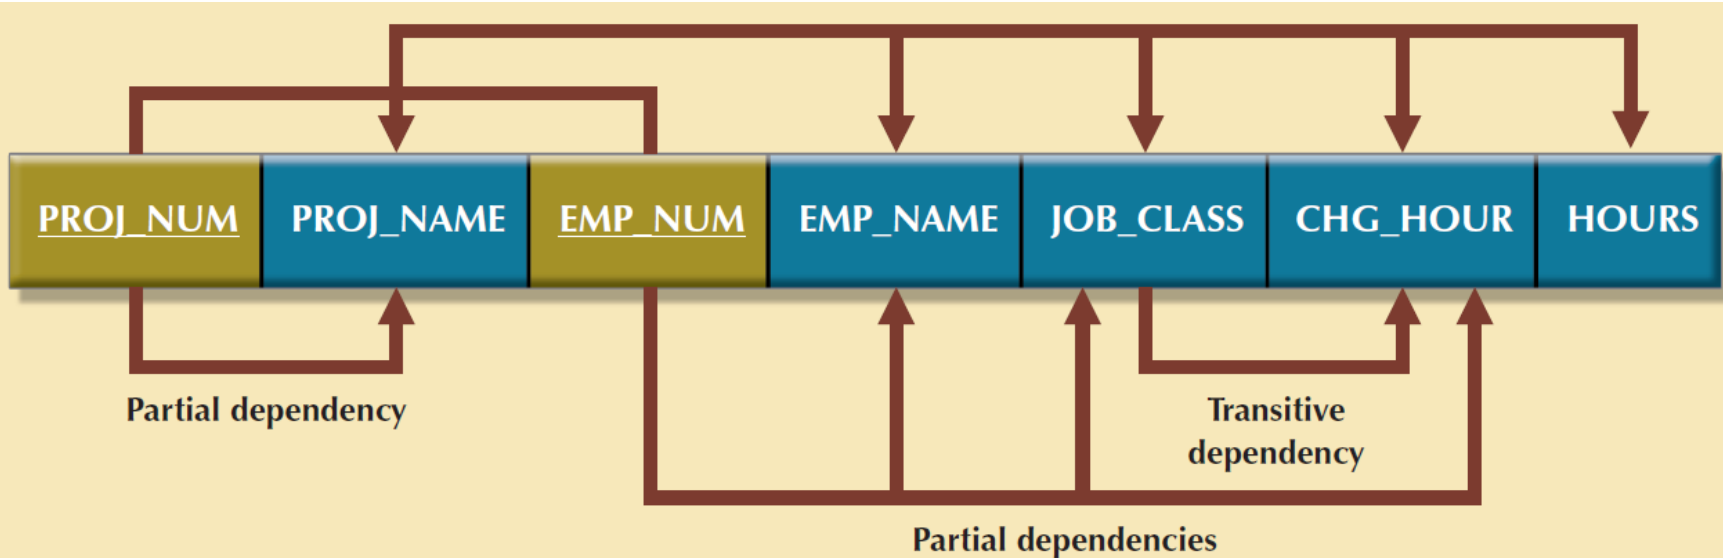 PROJ_NUM PROJ_NAME EMP_NUM EMP_NAME JOB_CLASS CHG_HOUR HOURS
Partial dependency
Transitive
dependency
Partial dependencies